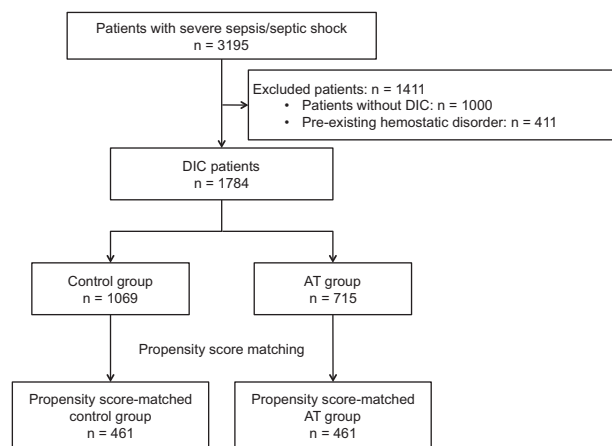 Patients with severe sepsis/septic shock
n = 3195
Excluded patients: n = 1411
• Patients without DIC: n = 1000
• Pre-existing hemostatic disorder: n = 411
DIC patients
n = 1784
Control group
n = 1069
AT group
n = 715
Propensity score matching
Propensity score-matched
control group
n = 461
Propensity score-matched
AT group
n = 461